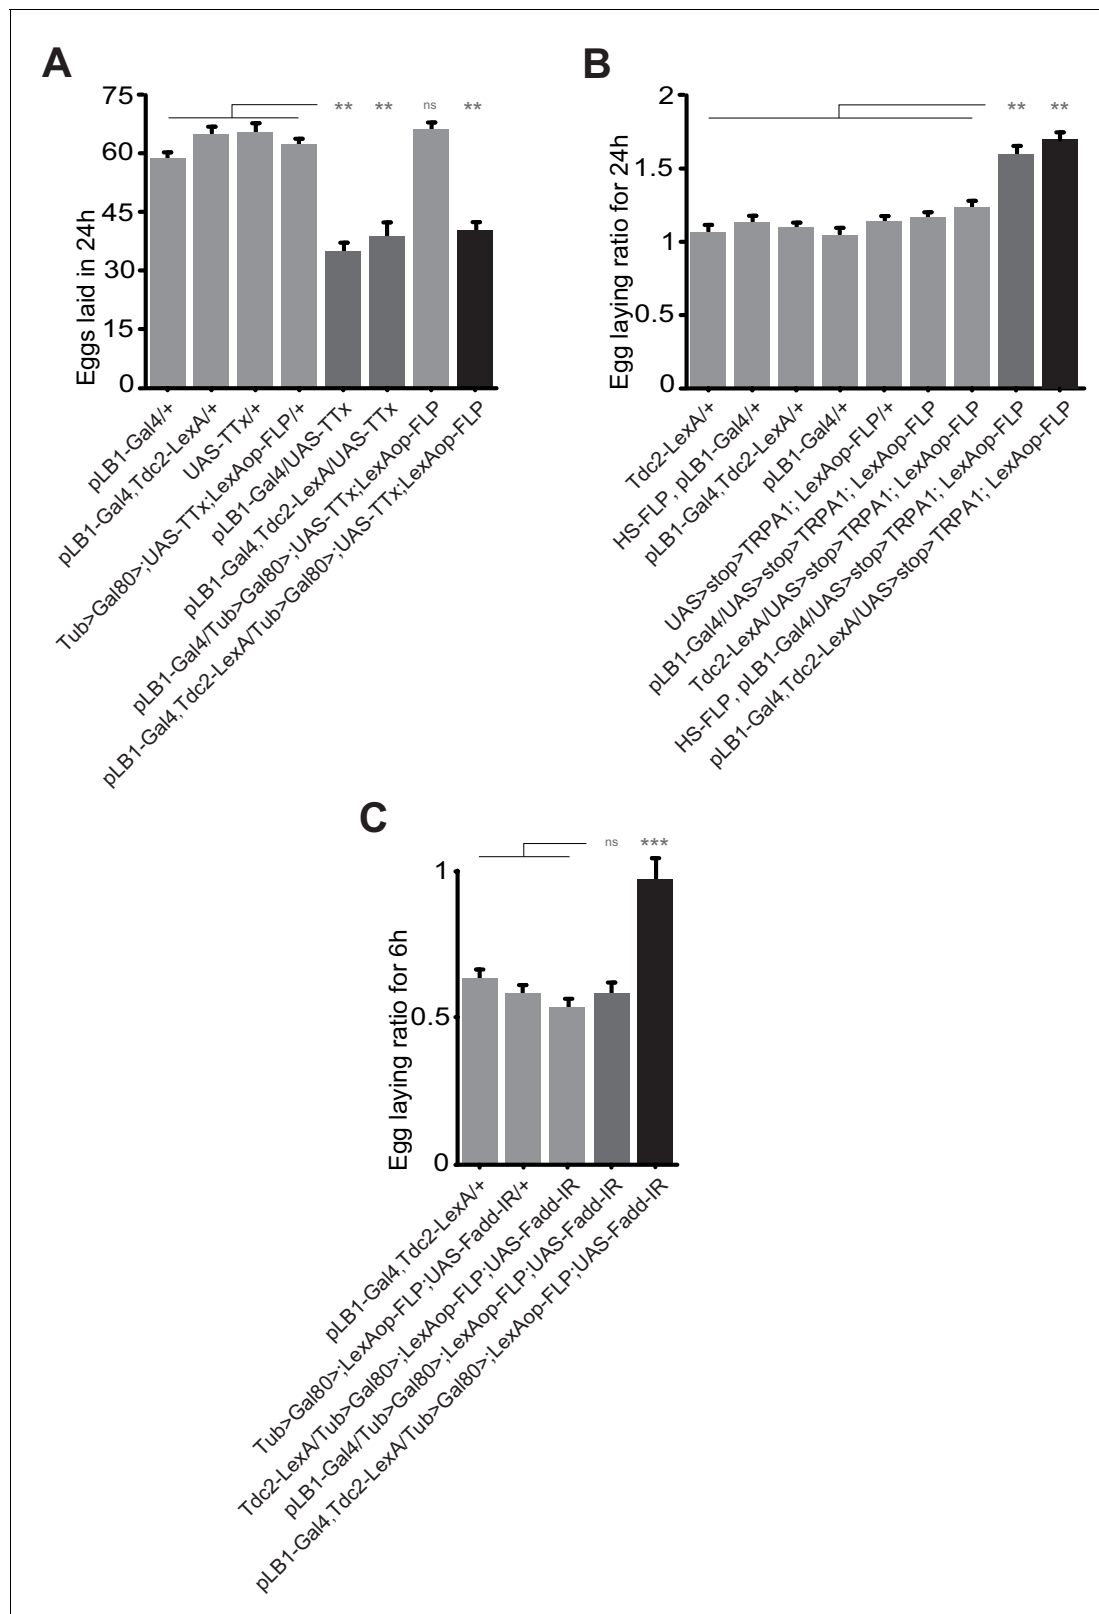 A
Eggs laid in 24h
75
60
45
30
15
0
** ** ns **
pLB1-Gal4/+
pLB1-Gal4,Tdc2-LexA/+
UAS-TTx/+
Tub>Gal80>;UAS-TTx;LexAop-FLP/+
pLB1-Gal4/UAS-TTx
pLB1-Gal4,Tdc2-LexA/UAS-TTx
pLB1-Gal4/Tub>Gal80>;UAS-TTx;LexAop-FLP
pLB1-Gal4,Tdc2-LexA/Tub>Gal80>;UAS-TTx;LexAop-FLP
B
Egg laying ratio for 24h
2
1.5
1
0.5
0
** **
Tdc2-LexA/+
HS-FLP, pLB1-Gal4/+
pLB1-Gal4,Tdc2-LexA/+
pLB1-Gal4/+
UAS>stop>TRPA1; LexAop-FLP/+
pLB1-Gal4/UAS>stop>TRPA1; LexAop-FLP
Tdc2-LexA/UAS>stop>TRPA1; LexAop-FLP
HS-FLP, pLB1-Gal4/UAS>stop>TRPA1; LexAop-FLP
pLB1-Gal4,Tdc2-LexA/UAS>stop>TRPA1; LexAop-FLP
C
Egg laying ratio for 6h
1
0.5
0
ns ***
pLB1-Gal4,Tdc2-LexA/+
Tub>Gal80>;LexAop-FLP;UAS-Fadd-IR/+
Tdc2-LexA/Tub>Gal80>;LexAop-FLP;UAS-Fadd-IR
pLB1-Gal4/Tub>Gal80>;LexAop-FLP;UAS-Fadd-IR
pLB1-Gal4,Tdc2-LexA/Tub>Gal80>;LexAop-FLP;UAS-Fadd-IR